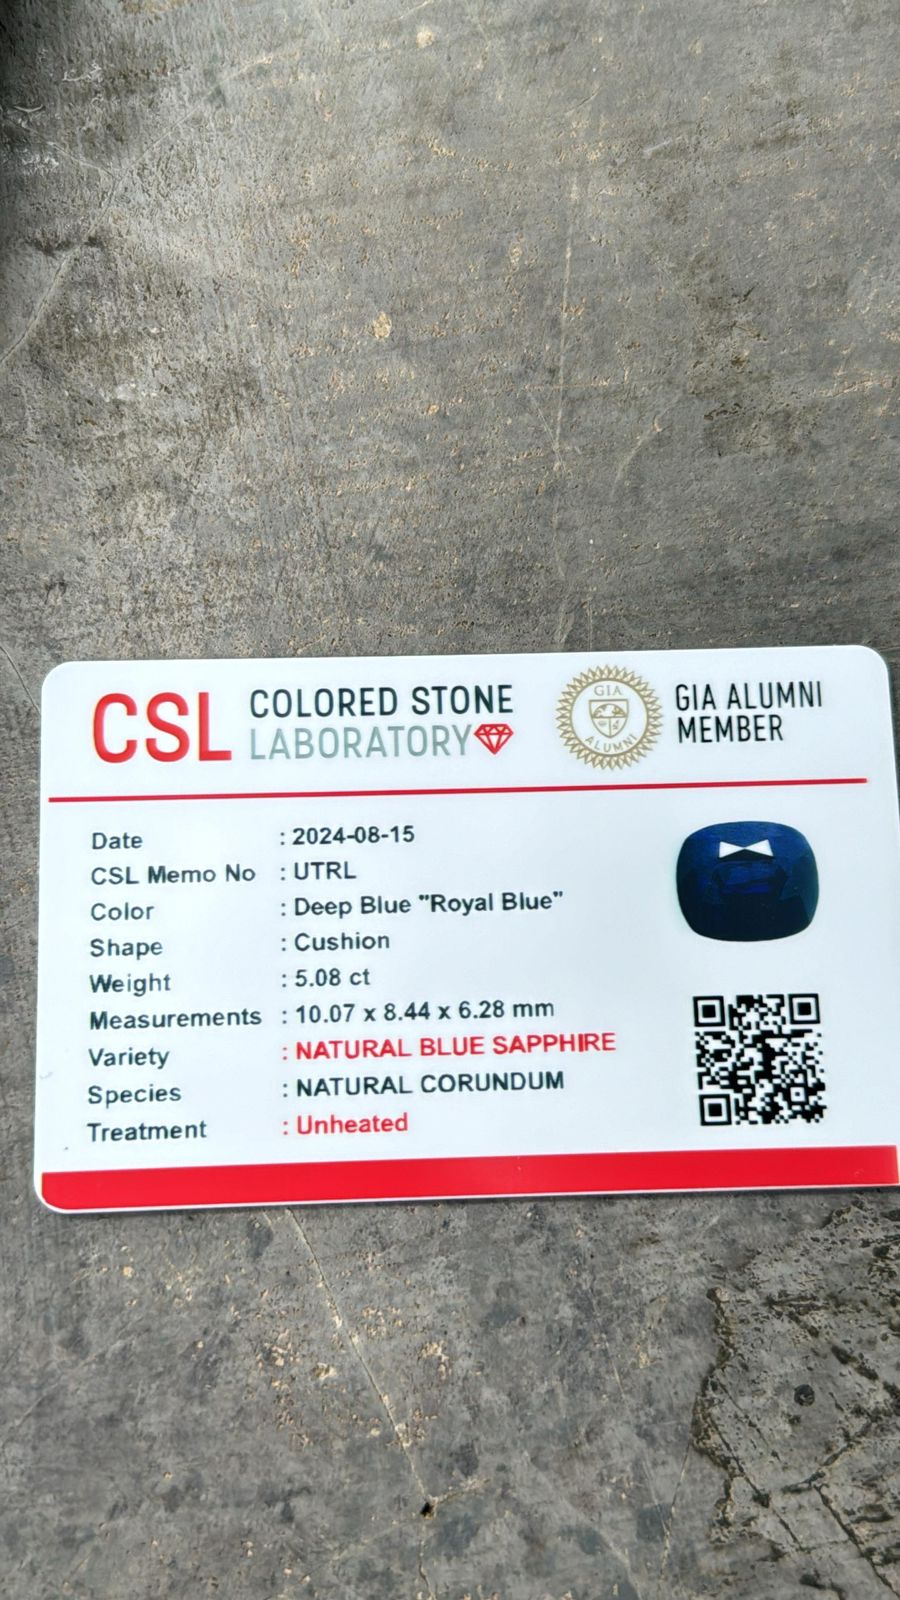 CSL COLORED STONE LABORATORY
GIA ALUMNI
GIA ALUMNI MEMBER
Date : 2024-08-15
CSL Memo No : UTRL
Color : Deep Blue "Royal Blue"
Shape : Cushion
Weight : 5.08 ct
Measurements : 10.07 x 8.44 x 6.28 mm
Variety : NATURAL BLUE SAPPHIRE
Species : NATURAL CORUNDUM
Treatment : Unheated